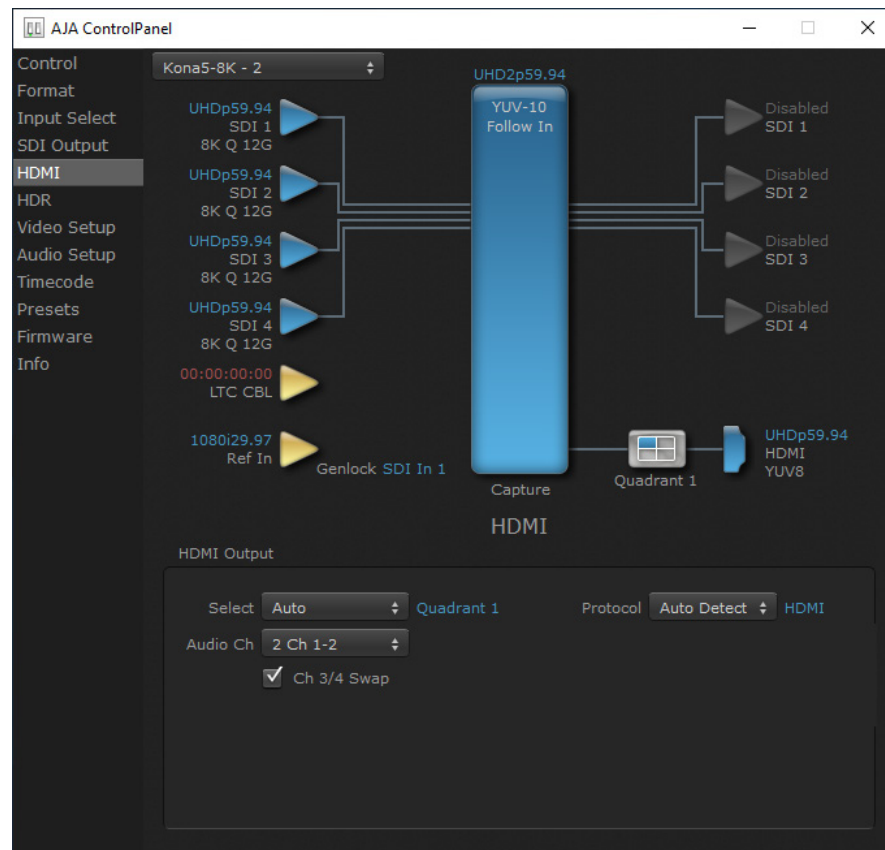 AJA ControlPanel
Control
Format
Input Select
SDI Output
HDMI
HDR
Video Setup
Audio Setup
Timecode
Presets
Firmware
Info
Kona5-8K - 2
UHDp59.94
SDI 1
8K Q 12G
UHDp59.94
SDI 2
8K Q 12G
UHDp59.94
SDI 3
8K Q 12G
UHDp59.94
SDI 4
8K Q 12G
00:00:00:00
LTC CBL
1080i29.97
Ref In
Genlock SDI In 1
UHD2p59.94
YUV-10
Follow In
Capture
Disabled
SDI 1
Disabled
SDI 2
Disabled
SDI 3
Disabled
SDI 4
Quadrant 1
UHDp59.94
HDMI
YUV8
HDMI
HDMI Output
Select Auto Quadrant 1 Protocol Auto Detect HDMI
Audio Ch 2 Ch 1-2
Ch 3/4 Swap